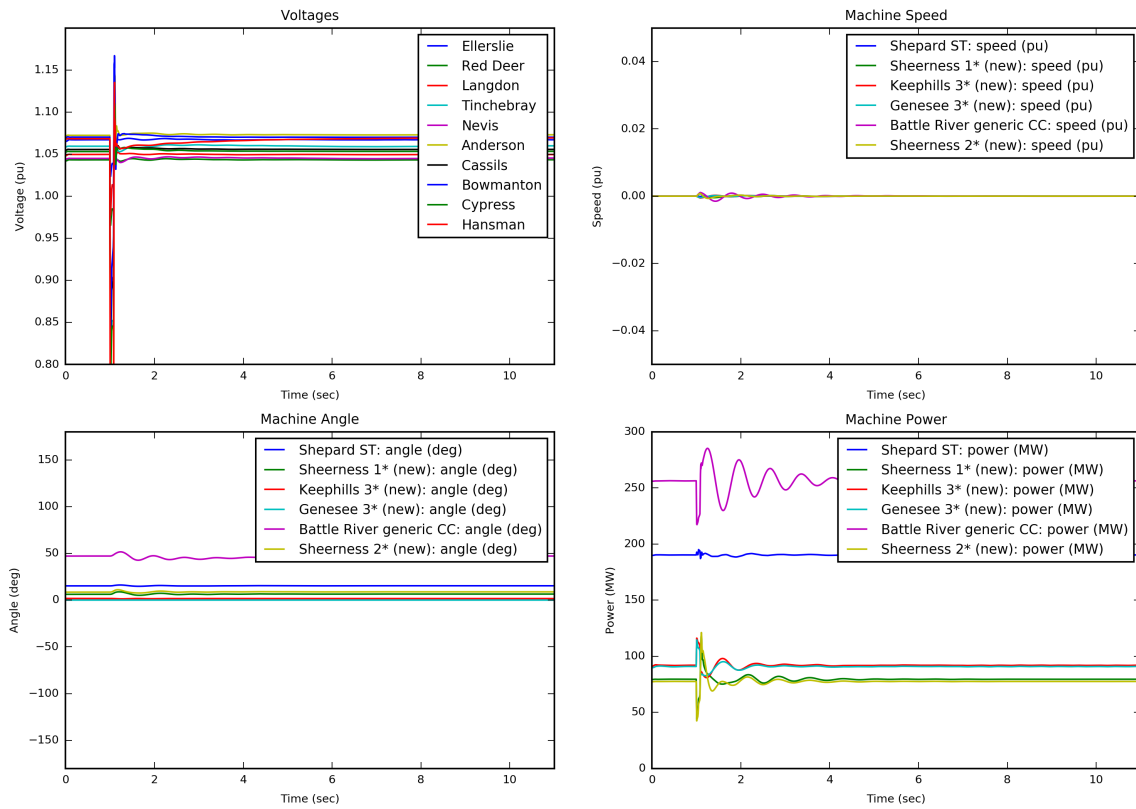 Voltages
1.15
1.10
1.05
1.00
0.95
0.90
0.85
0.80
Voltage (pu)
0
2
4
6
8
10
Time (sec)
Ellerslie
Red Deer
Langdon
Tinchebray
Nevis
Anderson
Cassils
Bowmanton
Cypress
Hansman
Machine Speed
0.04
0.02
0.00
−0.02
−0.04
Speed (pu)
0
2
4
6
8
10
Time (sec)
Shepard ST: speed (pu)
Sheerness 1* (new): speed (pu)
Keephills 3* (new): speed (pu)
Genesee 3* (new): speed (pu)
Battle River generic CC: speed (pu)
Sheerness 2* (new): speed (pu)
Machine Angle
150
100
50
0
−50
−100
−150
Angle (deg)
0
2
4
6
8
10
Time (sec)
Shepard ST: angle (deg)
Sheerness 1* (new): angle (deg)
Keephills 3* (new): angle (deg)
Genesee 3* (new): angle (deg)
Battle River generic CC: angle (deg)
Sheerness 2* (new): angle (deg)
Machine Power
300
250
200
150
100
50
0
Power (MW)
0
2
4
6
8
10
Time (sec)
Shepard ST: power (MW)
Sheerness 1* (new): power (MW)
Keephills 3* (new): power (MW)
Genesee 3* (new): power (MW)
Battle River generic CC: power (MW)
Sheerness 2* (new): power (MW)